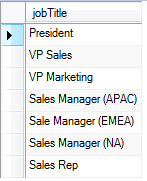 jobTitle
President
VP Sales
VP Marketing
Sales Manager (APAC)
Sale Manager (EMEA)
Sales Manager (NA)
Sales Rep